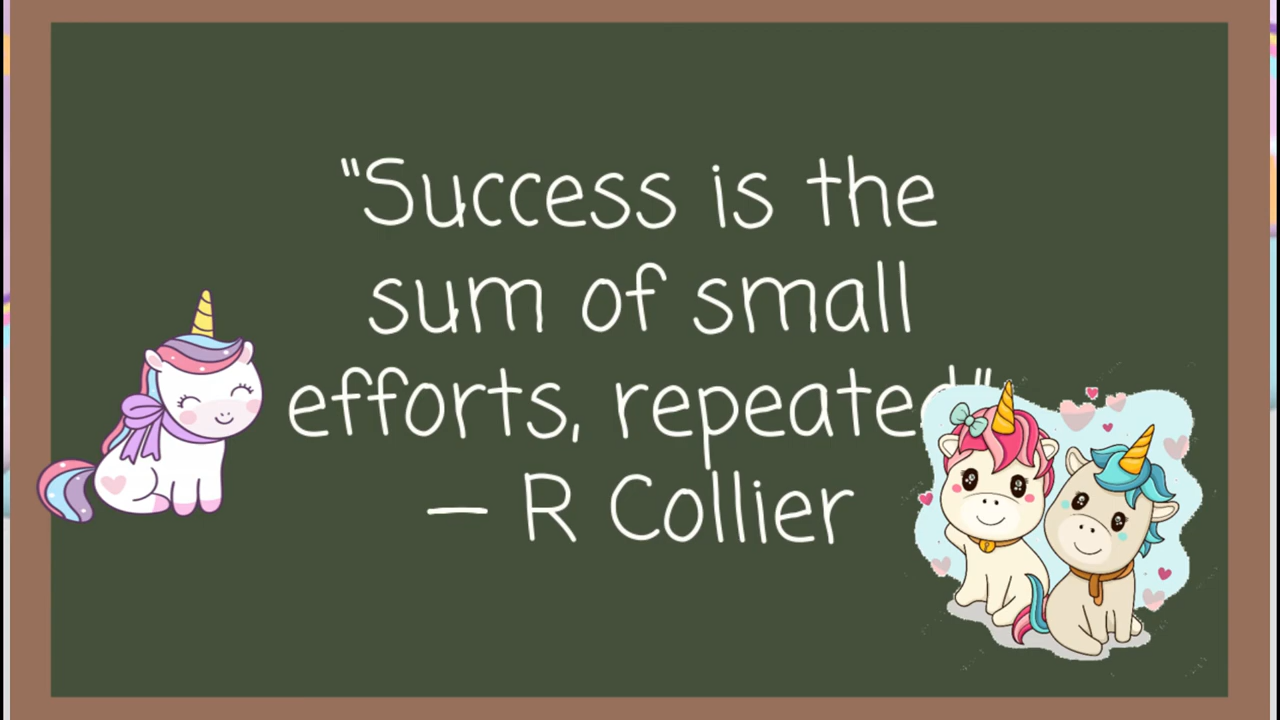 "Success is the
sum of small
efforts, repeated"
– R Collier